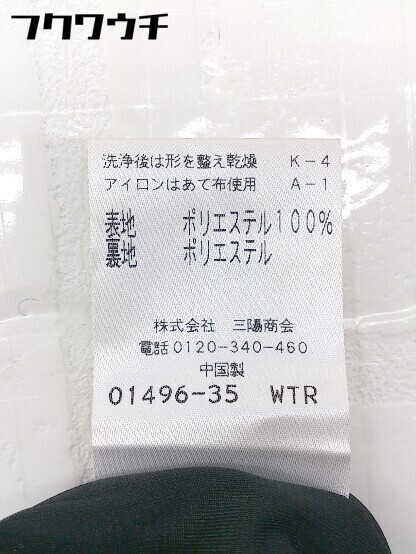 フクワウチ
洗浄後は形を整え乾燥 K-4
アイロンはあて布使用 A-1
表地 ポリエステル100%
裏地 ポリエステル
株式会社 三陽商会
電話0120-340-460
中国製
01496-35 WTR